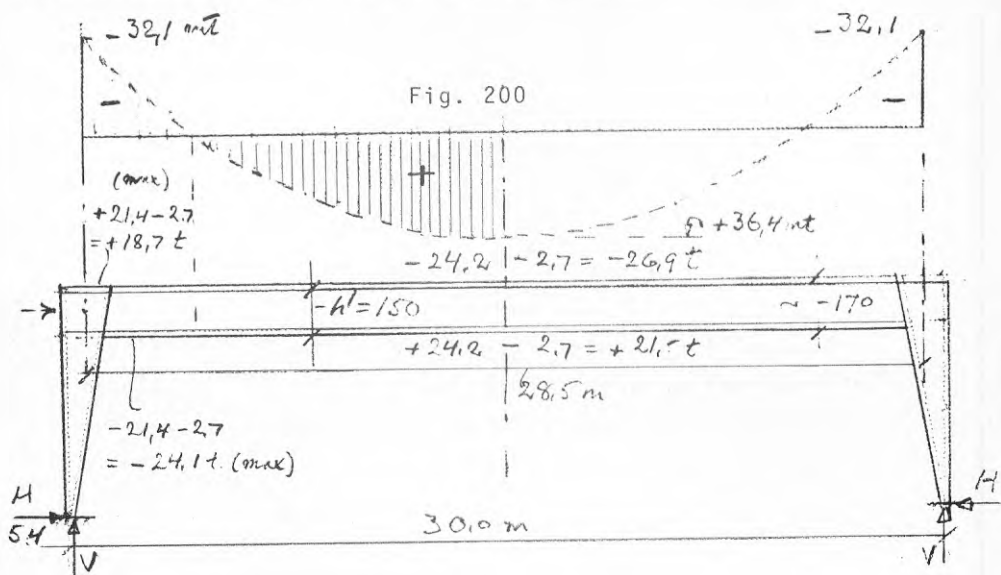 -32,1 mt
-32,1
Fig. 200
-
-
+
(max)
+21,4-2,7
=+18,7 t
+36,4 mt
-24,2 -2,7 = -26,9 t
-h'=150
~ -170
+24,2 - 2,7 = +21,5 t
28,5 m
-21,4-2,7
= -24,1 t. (max)
H
5,4
H
30,0 m
V
V